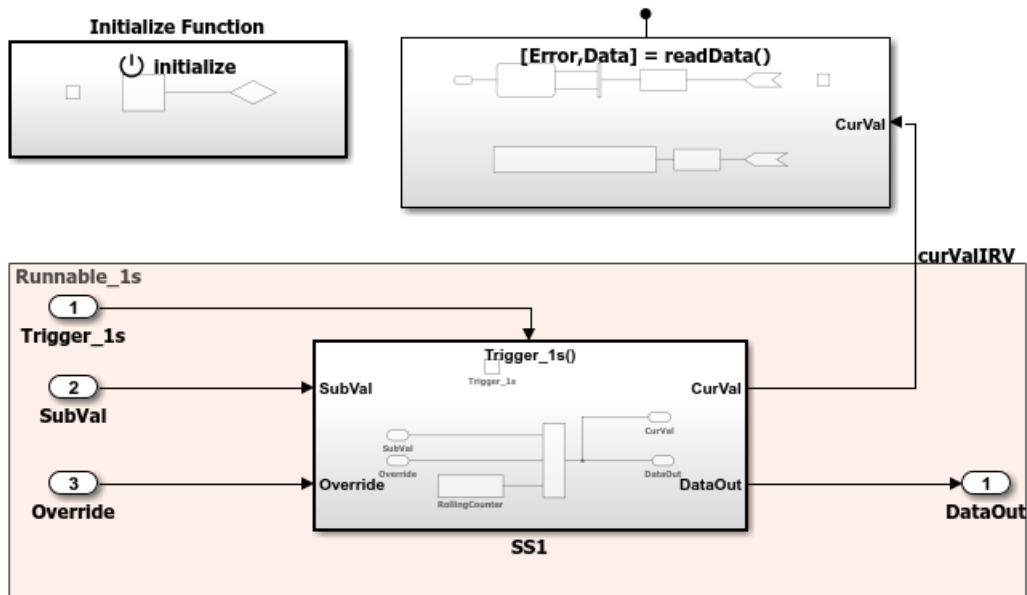 Initialize Function
initialize
[Error,Data] = readData()
CurVal
curValIRV
Runnable_1s
1
Trigger_1s
Trigger_1s()
Trigger_1s
2
SubVal
SubVal
CurVal
SubVal
CurVal
Override
DataOut
RollingCounter
3
Override
Override
DataOut
1
DataOut
SS1